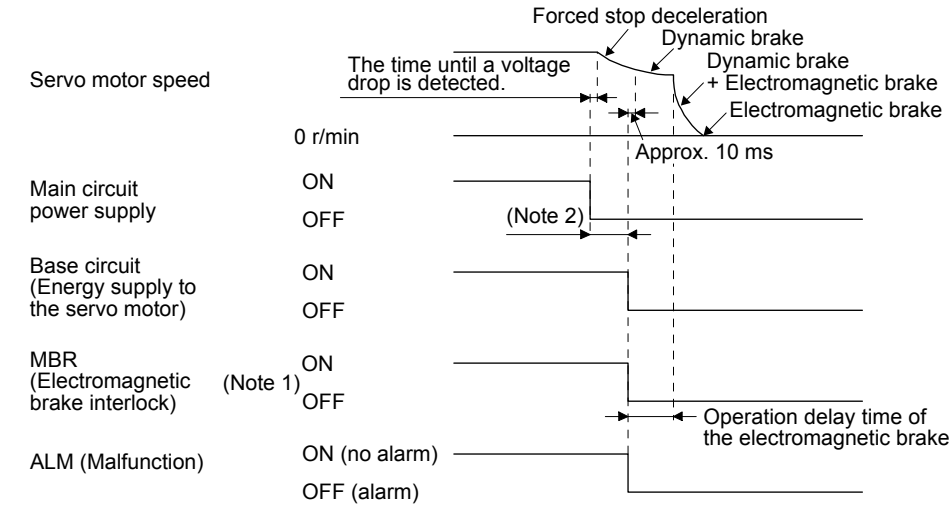 Forced stop deceleration
Dynamic brake
Dynamic brake
+ Electromagnetic brake
Electromagnetic brake
The time until a voltage
drop is detected.
Servo motor speed
0 r/min
Approx. 10 ms
Main circuit
power supply
ON
OFF
(Note 2)
Base circuit
(Energy supply to
the servo motor)
ON
OFF
MBR
(Electromagnetic
brake interlock)
(Note 1)
ON
OFF
Operation delay time of
the electromagnetic brake
ALM (Malfunction)
ON (no alarm)
OFF (alarm)